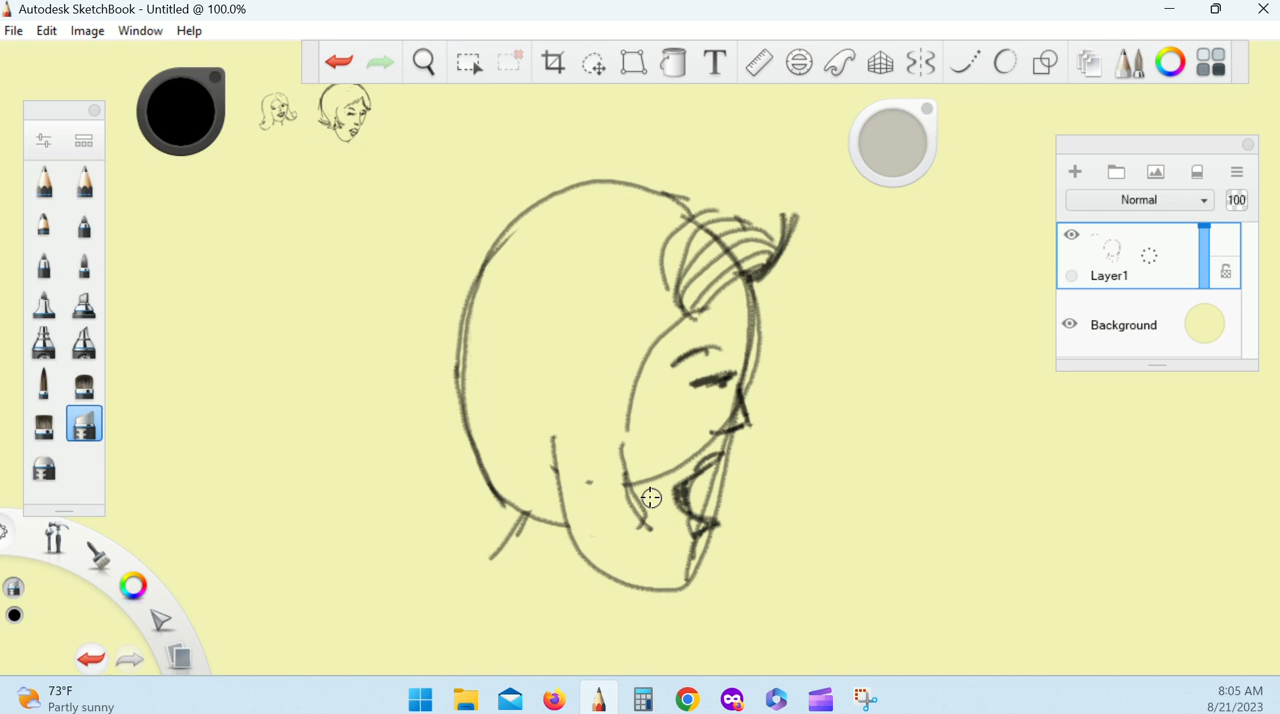 Autodesk SketchBook - Untitled @ 100.0%
File Edit Image Window Help
T
Normal 100
Layer1
Background
73°F
Partly sunny
8:05 AM
8/21/2023